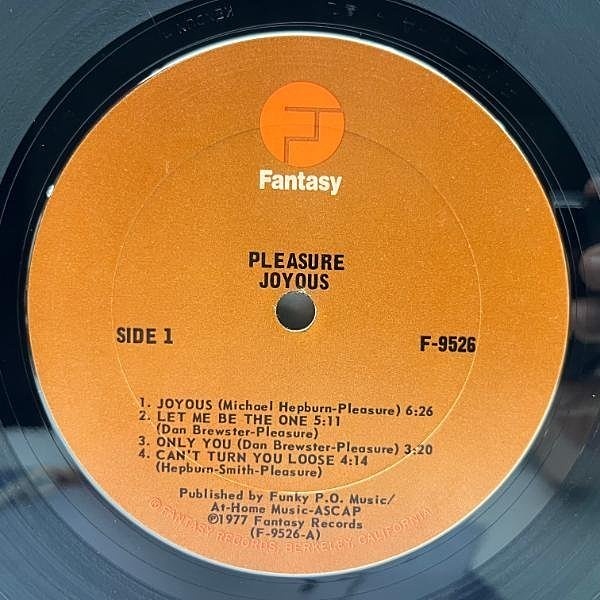 Fantasy
PLEASURE
JOYOUS
SIDE 1
F-9526
1. JOYOUS (Michael Hepburn-Pleasure) 6:26
2. LET ME BE THE ONE 5:11
(Dan Brewster-Pleasure)
3. ONLY YOU (Dan Brewster-Pleasure) 3:20
4. CAN'T TURN YOU LOOSE 4:14
(Hepburn-Smith-Pleasure)
Published by Funky P.O. Music/
At-Home Music-ASCAP
℗1977 Fantasy Records
(F-9526-A)
© FANTASY RECORDS, BERKELEY, CALIFORNIA